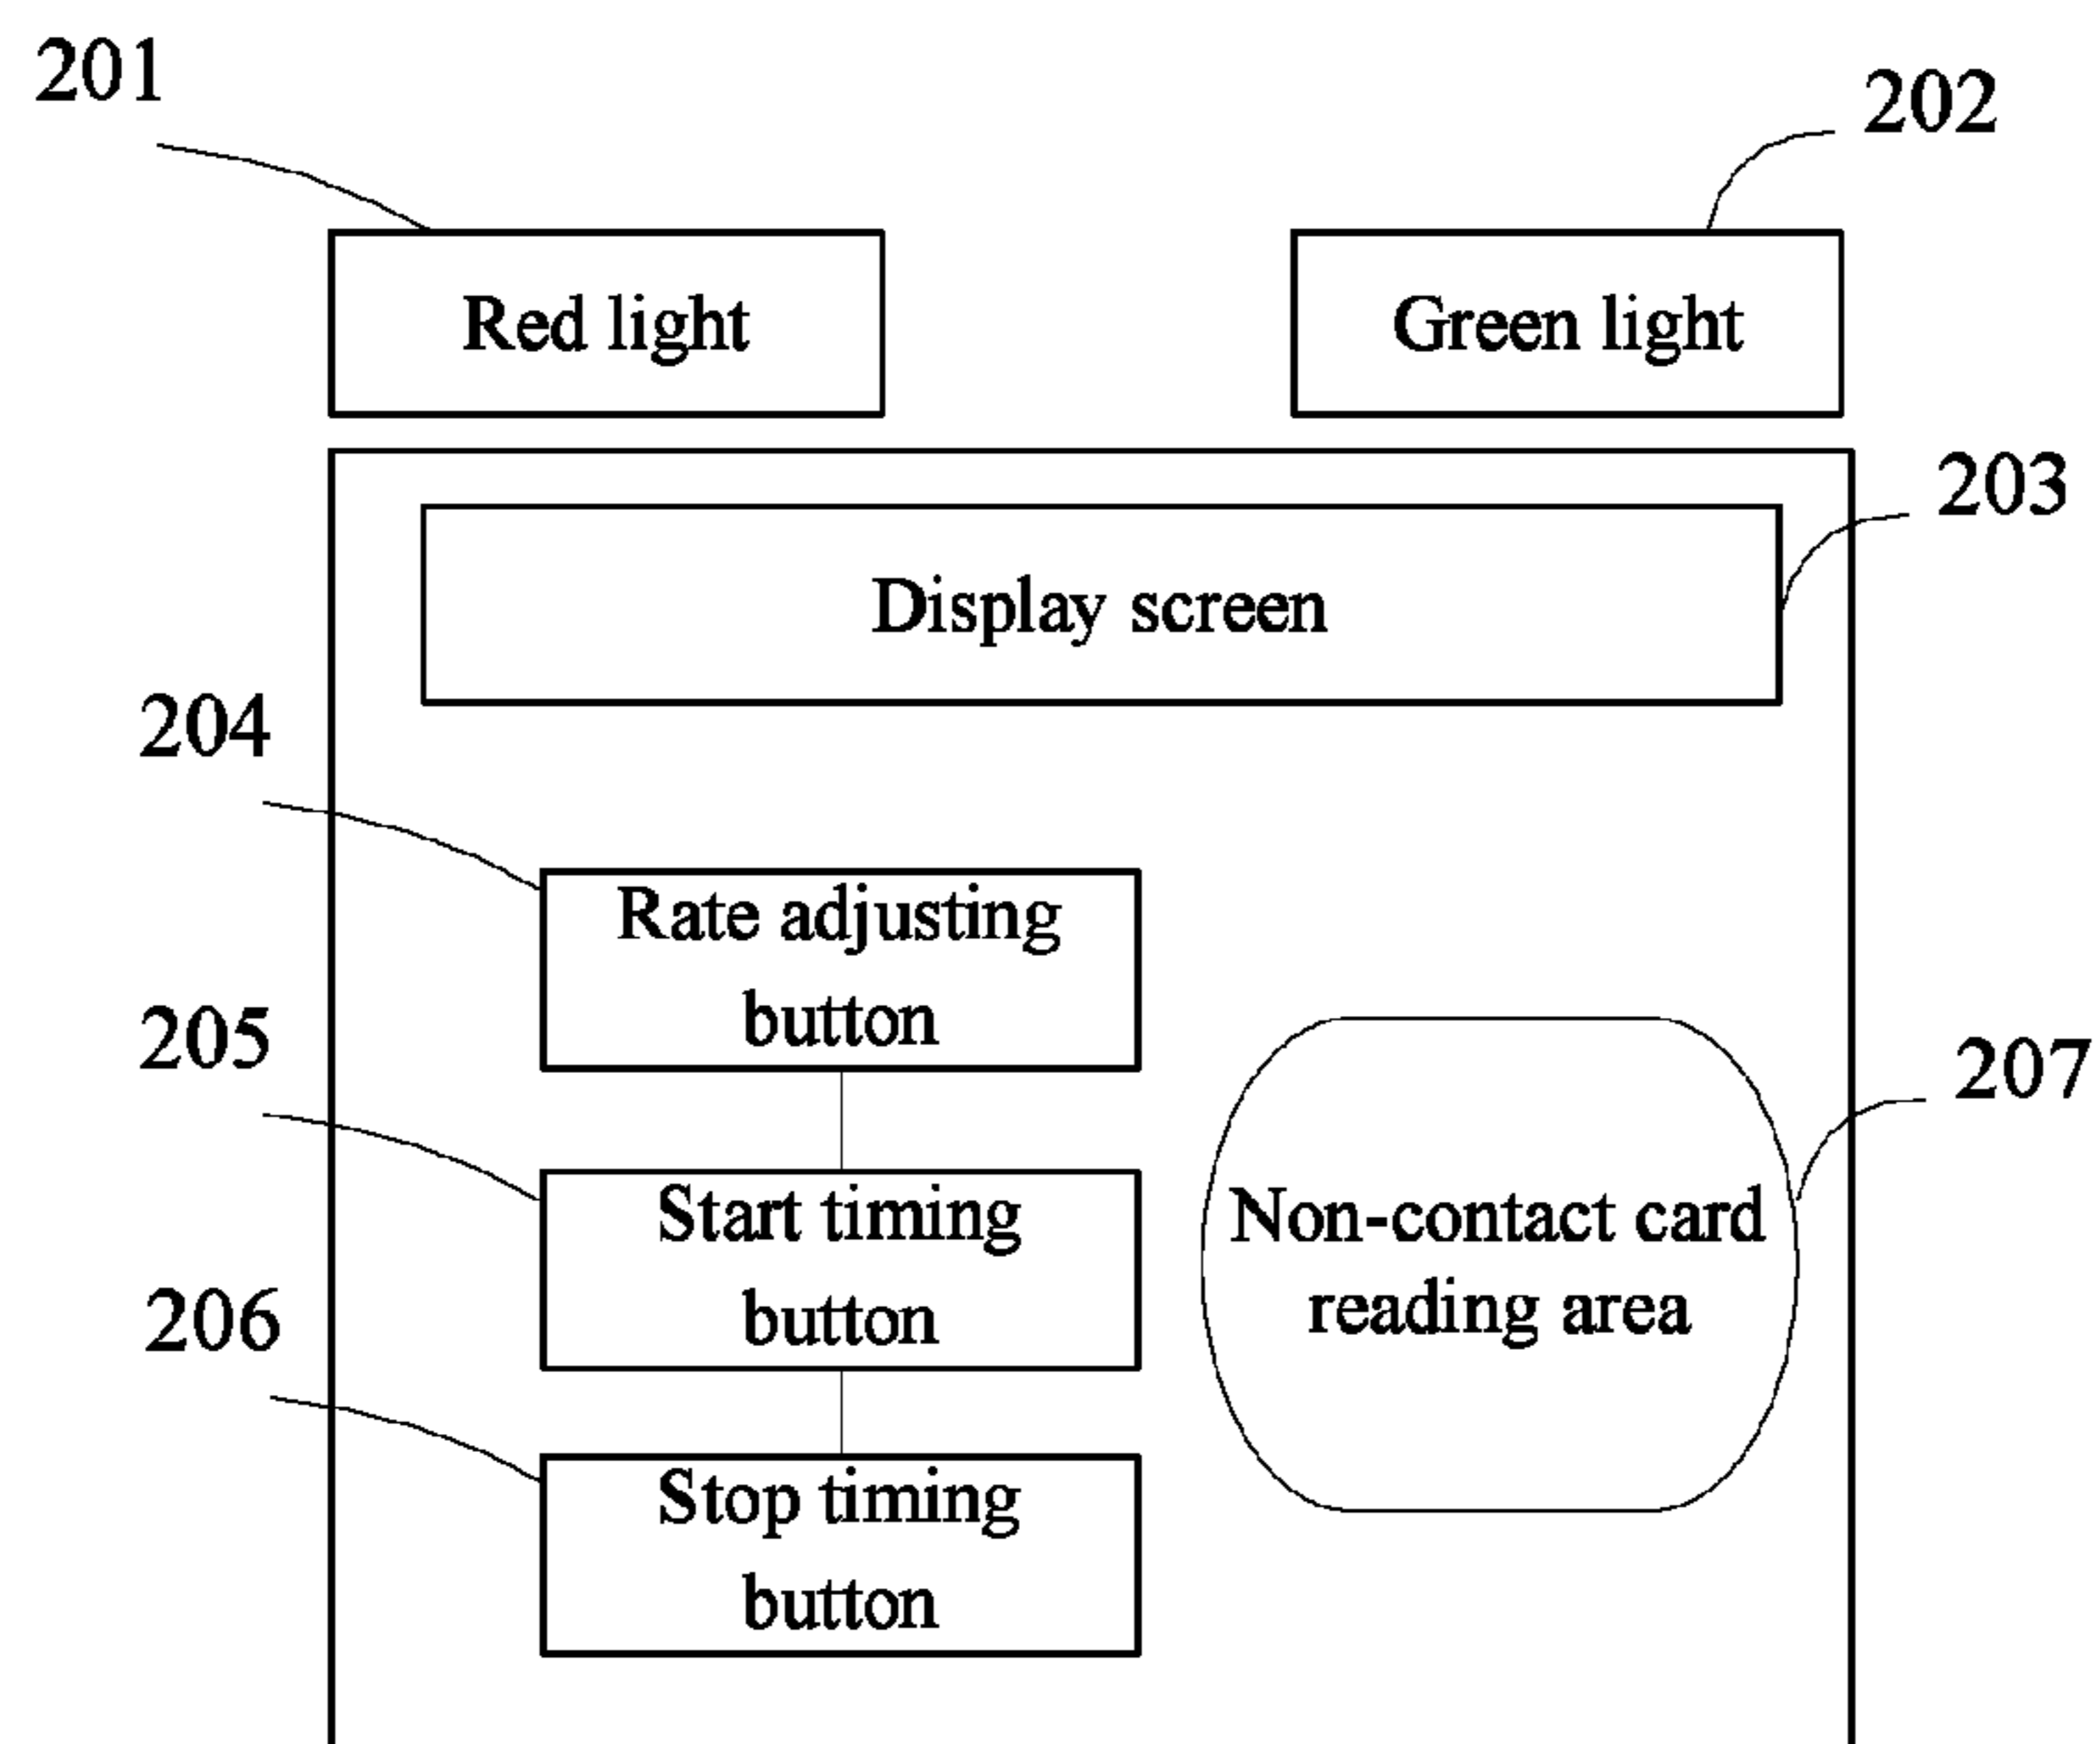 201
202
Red light
Green light
203
Display screen
204
Rate adjusting
button
205
207
Start timing
button
Non-contact card
reading area
206
Stop timing
button